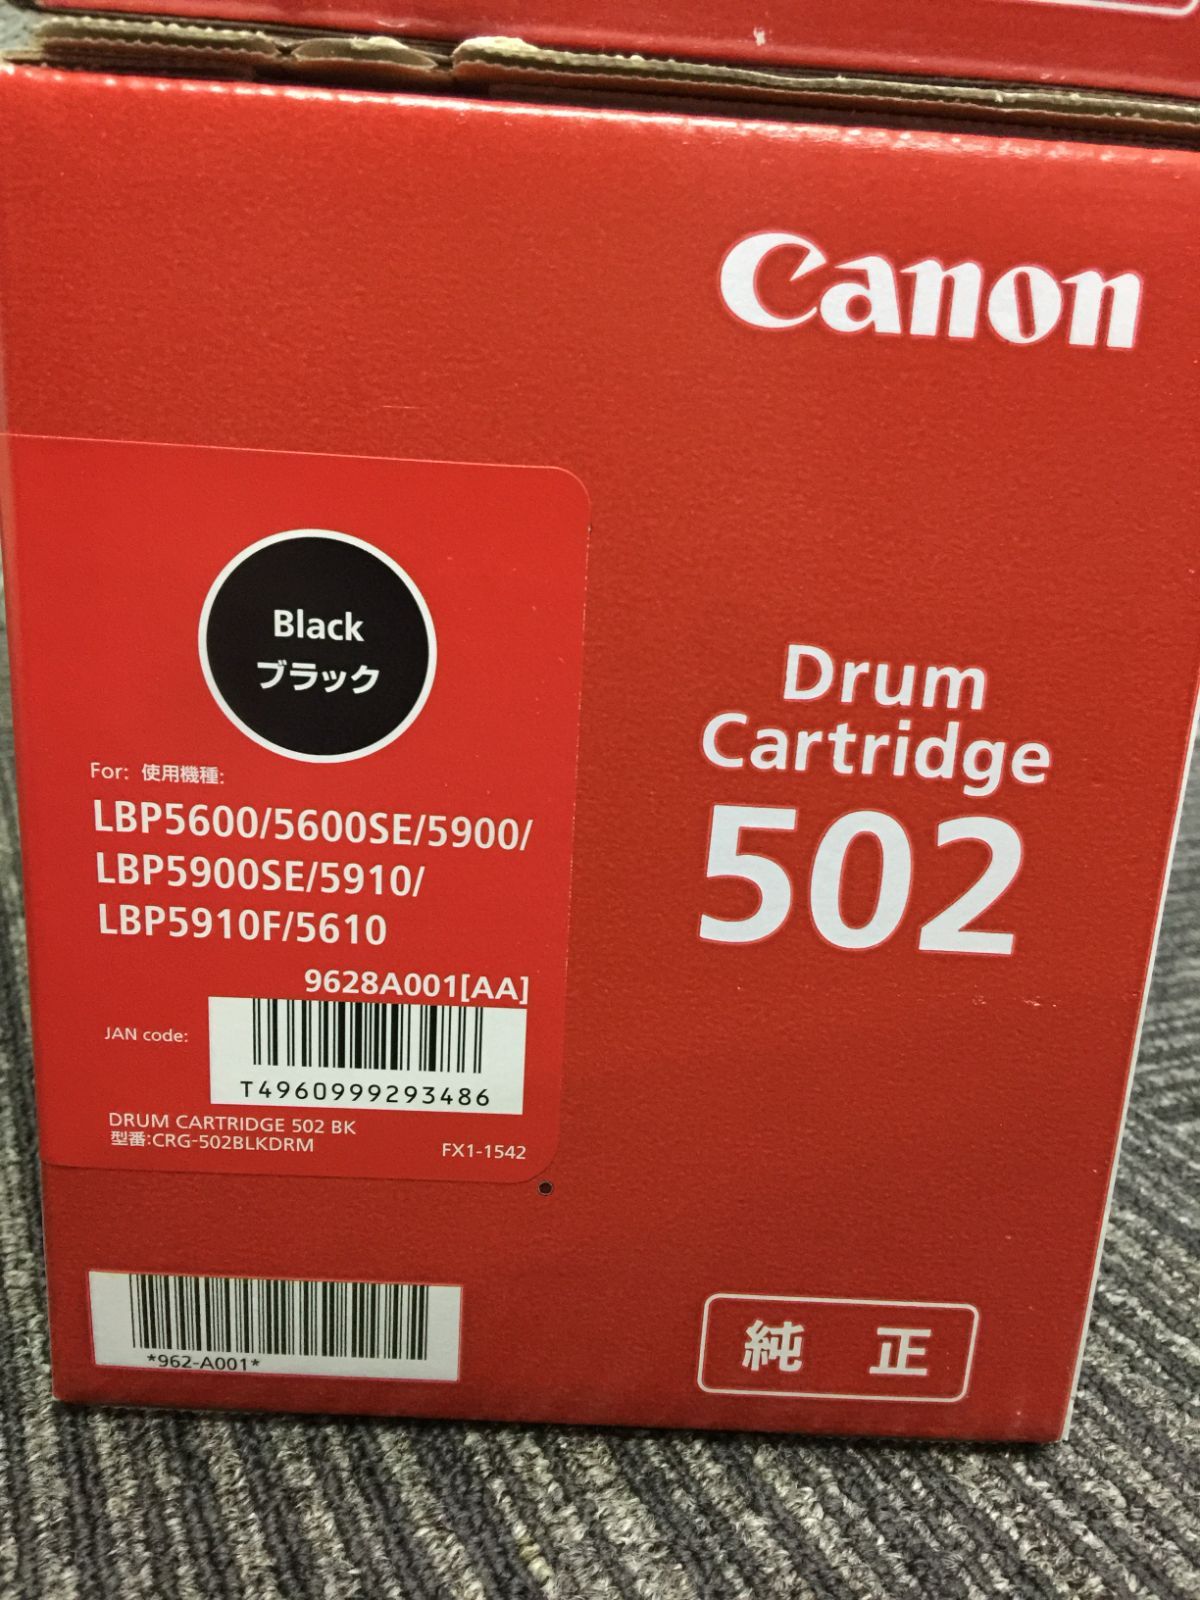 Canon
Black
ブラック
For: 使用機種:
LBP5600/5600SE/5900/
LBP5900SE/5910/
LBP5910F/5610
9628A001[AA]
JAN code:
T4960999293486
DRUM CARTRIDGE 502 BK
型番:CRG-502BLKDRM
FX1-1542
Drum
Cartridge
502
*962-A001*
純 正